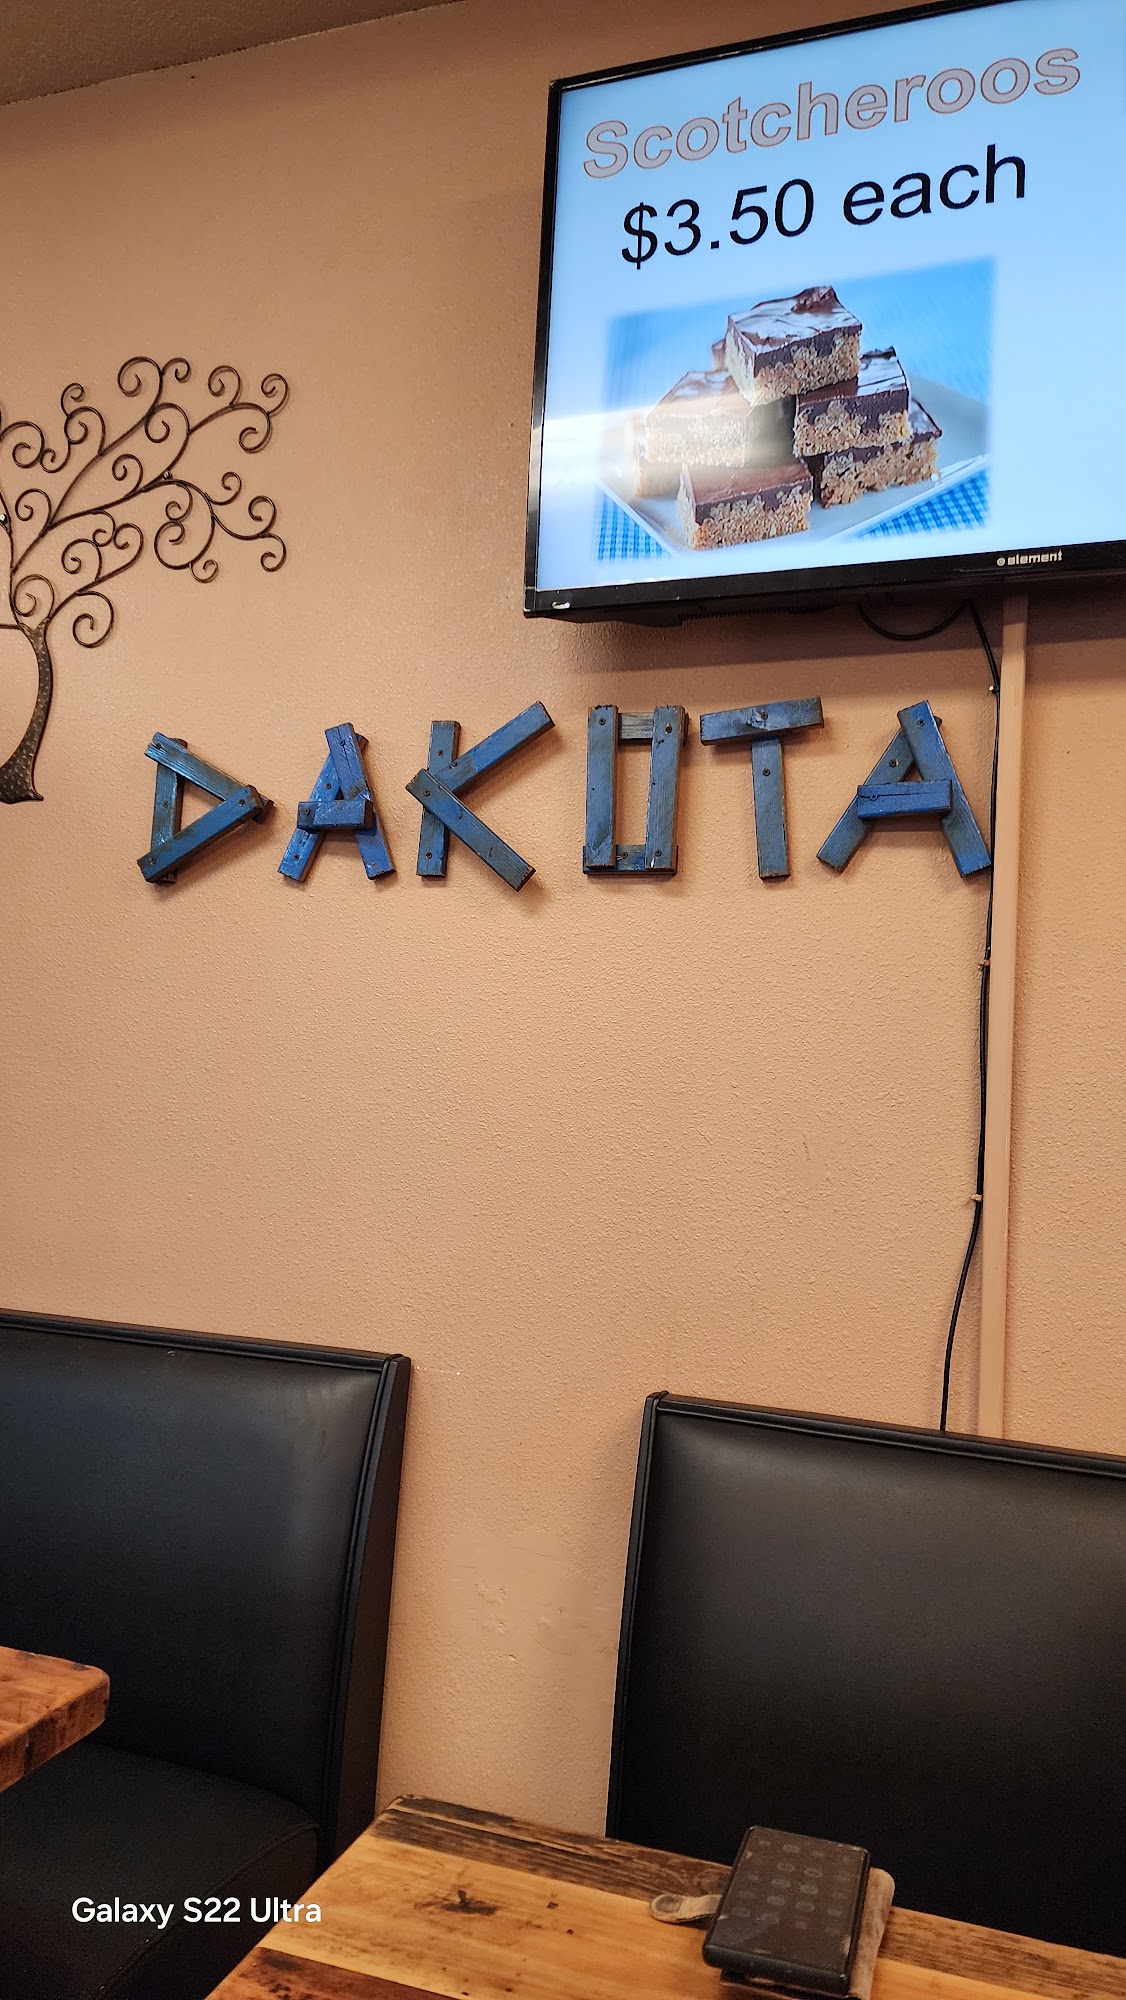 Scotcheroos
$3.50 each
element
DAKOTA
Galaxy S22 Ultra